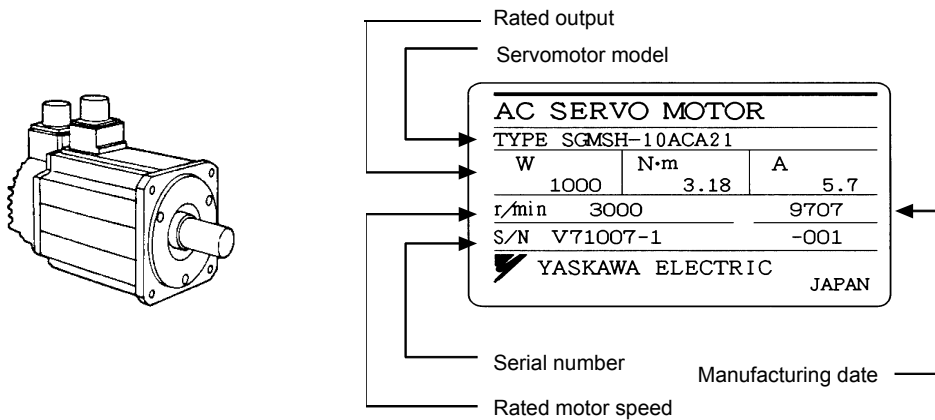 Rated output
Servomotor model
AC SERVO MOTOR
TYPE SGMSH-10ACA21
W N•m A
1000 3.18 5.7
r/min 3000 9707
S/N V71007-1 -001
YASKAWA ELECTRIC
JAPAN
Serial number
Manufacturing date
Rated motor speed